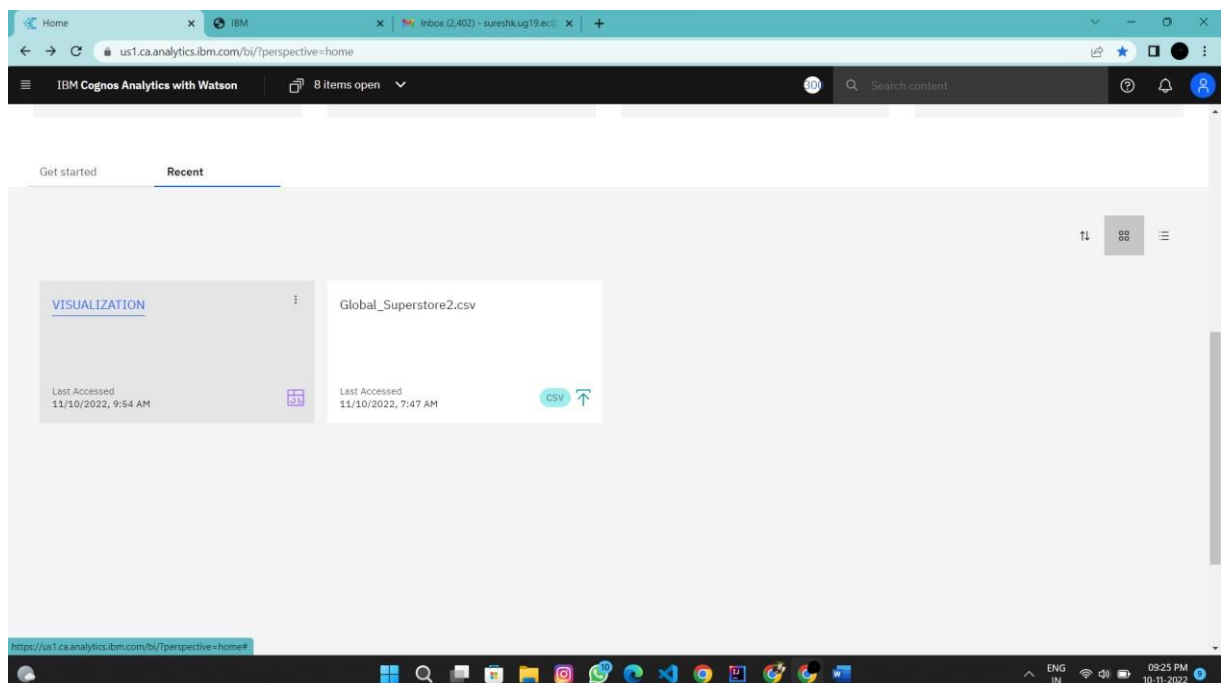 Home
IBM
Inbox (2,402) - sureshk.ug19.ec
us1.ca.analytics.ibm.com/bi/?perspective=home
IBM Cognos Analytics with Watson
8 items open
30
Search content
Get started
Recent
VISUALIZATION
Global_Superstore2.csv
Last Accessed
11/10/2022, 9:54 AM
Last Accessed
11/10/2022, 7:47 AM
CSV
https://us1.ca.analytics.ibm.com/bi/?perspective=home#
10
ENG
IN
09:25 PM
10-11-2022